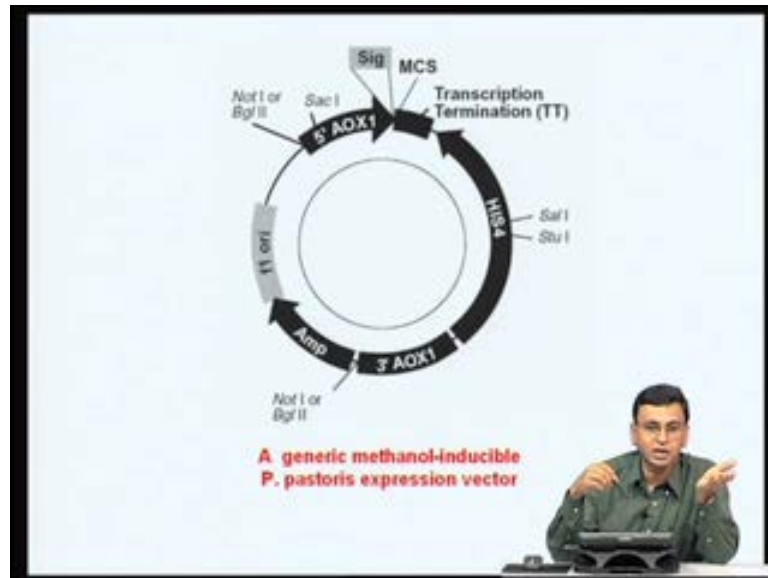 Sig
MCS
Transcription
Termination (TT)
Not I or
Bgl II
Sac I
5' AOX1
HIS4
Sal I
Stu I
f1 ori
Amp
3' AOX1
Not I or
Bgl II
A generic methanol-inducible
P. pastoris expression vector